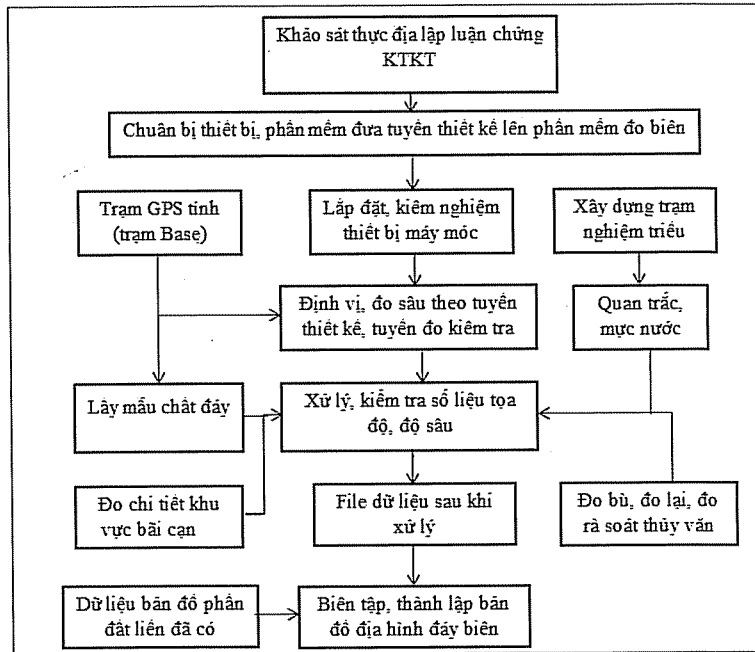 Khảo sát thực địa lập luận chứng
KTKT
Chuẩn bị thiết bị, phần mềm đưa tuyến thiết kế lên phần mềm đo biển
Trạm GPS tĩnh
(trạm Base)
Lắp đặt, kiểm nghiệm
thiết bị máy móc
Xây dựng trạm
nghiệm triều
Định vị, đo sâu theo tuyến
thiết kế, tuyến đo kiểm tra
Quan trắc,
mực nước
Lấy mẫu chất đáy
Xử lý, kiểm tra số liệu tọa
độ, độ sâu
Đo chi tiết khu
vực bãi cạn
File dữ liệu sau khi
xử lý
Đo bù, đo lại, đo
rà soát thủy văn
Dữ liệu bản đồ phần
đất liền đã có
Biên tập, thành lập bản
đồ địa hình đáy biển